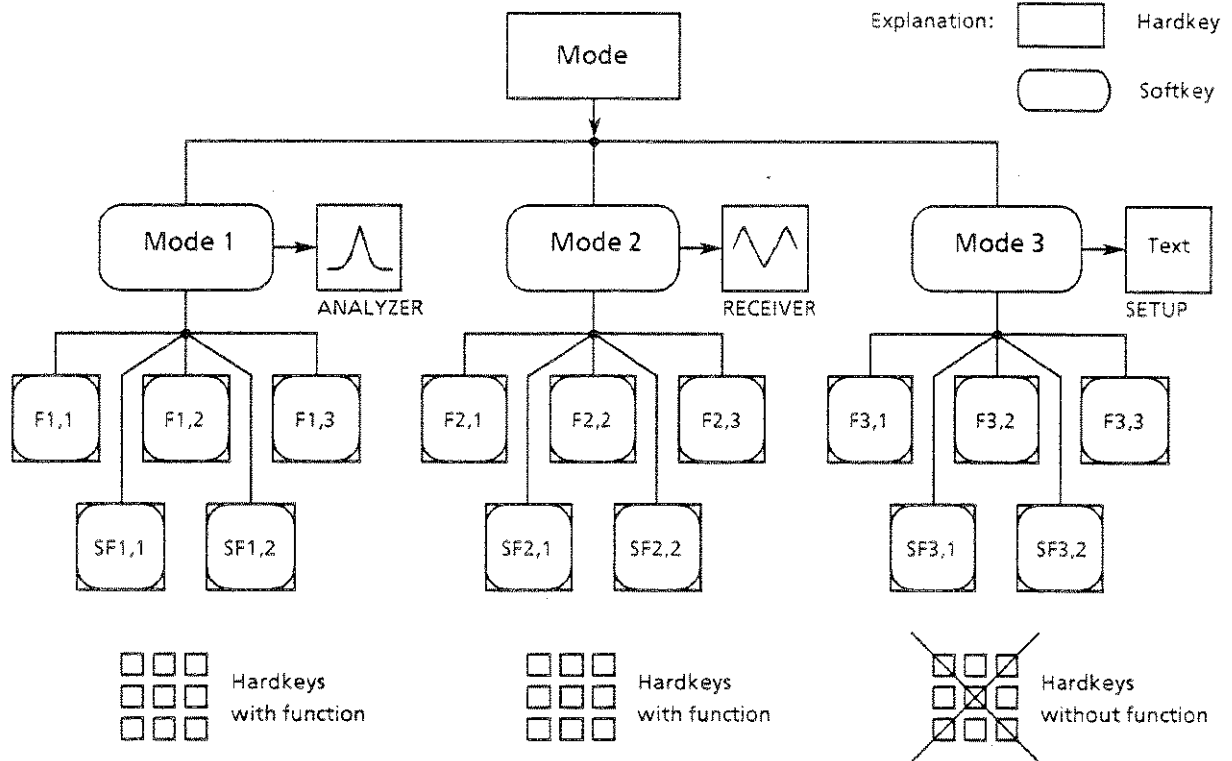 Explanation:
Hardkey
Softkey
Mode
Mode 1
ANALYZER
Mode 2
RECEIVER
Mode 3
Text
SETUP
F1,1
F1,2
F1,3
F2,1
F2,2
F2,3
F3,1
F3,2
F3,3
SF1,1
SF1,2
SF2,1
SF2,2
SF3,1
SF3,2
Hardkeys
with function
Hardkeys
with function
Hardkeys
without function